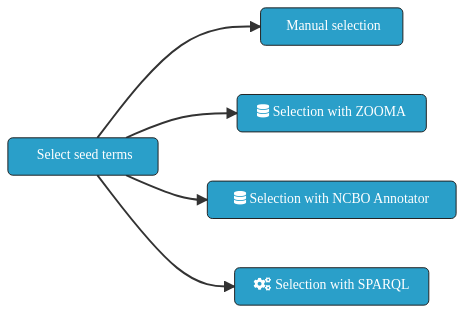 Manual selection
Selection with ZOOMA
Select seed terms
Selection with NCBO Annotator
Selection with SPARQL